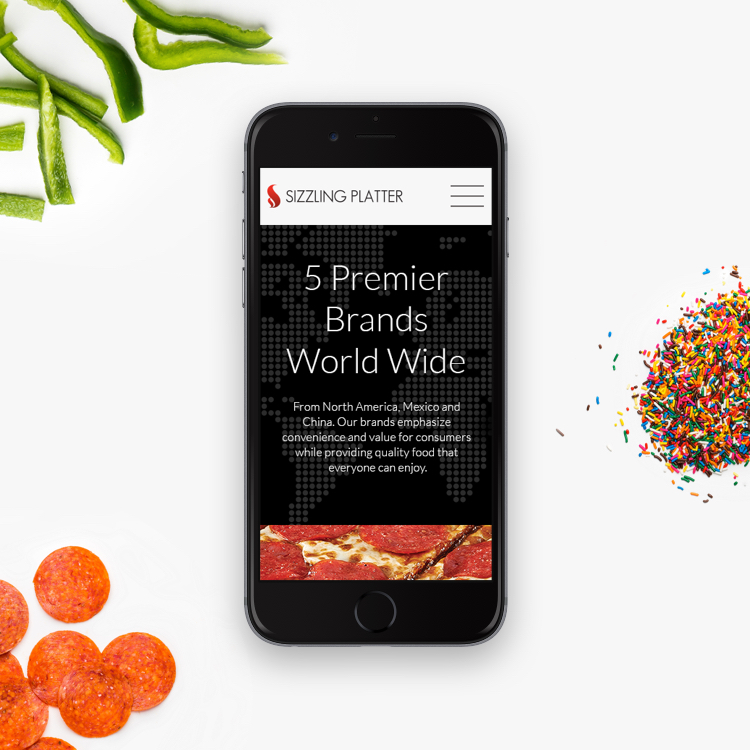 SIZZLING PLATTER
5 Premier
Brands
World Wide
From North America, Mexico and
China. Our brands emphasize
convenience and value for consumers
while providing quality food that
everyone can enjoy.